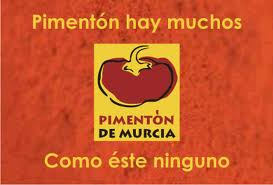 Pimentón hay muchos
PIMENTÓN
DE MURCIA
Como éste ninguno